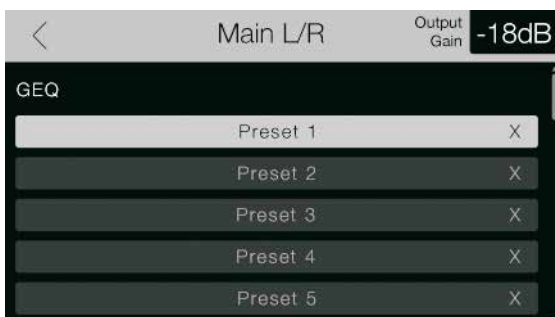 < Main L/R Output Gain -18dB
GEQ
Preset 1 X
Preset 2 X
Preset 3 X
Preset 4 X
Preset 5 X